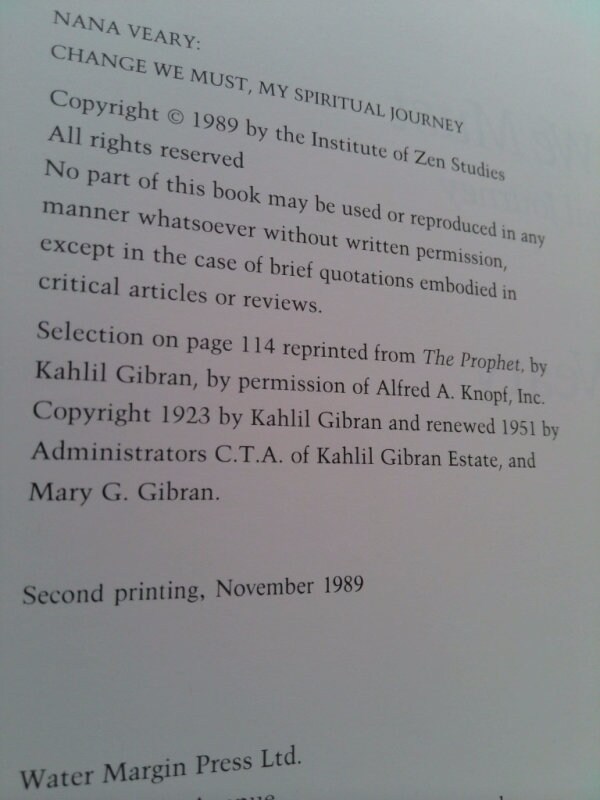 NANA VEARY:
CHANGE WE MUST, MY SPIRITUAL JOURNEY
Copyright © 1989 by the Institute of Zen Studies
All rights reserved
No part of this book may be used or reproduced in any
manner whatsoever without written permission,
except in the case of brief quotations embodied in
critical articles or reviews.
Selection on page 114 reprinted from The Prophet, by
Kahlil Gibran, by permission of Alfred A. Knopf, Inc.
Copyright 1923 by Kahlil Gibran and renewed 1951 by
Administrators C.T.A. of Kahlil Gibran Estate, and
Mary G. Gibran.
Second printing, November 1989
Water Margin Press Ltd.